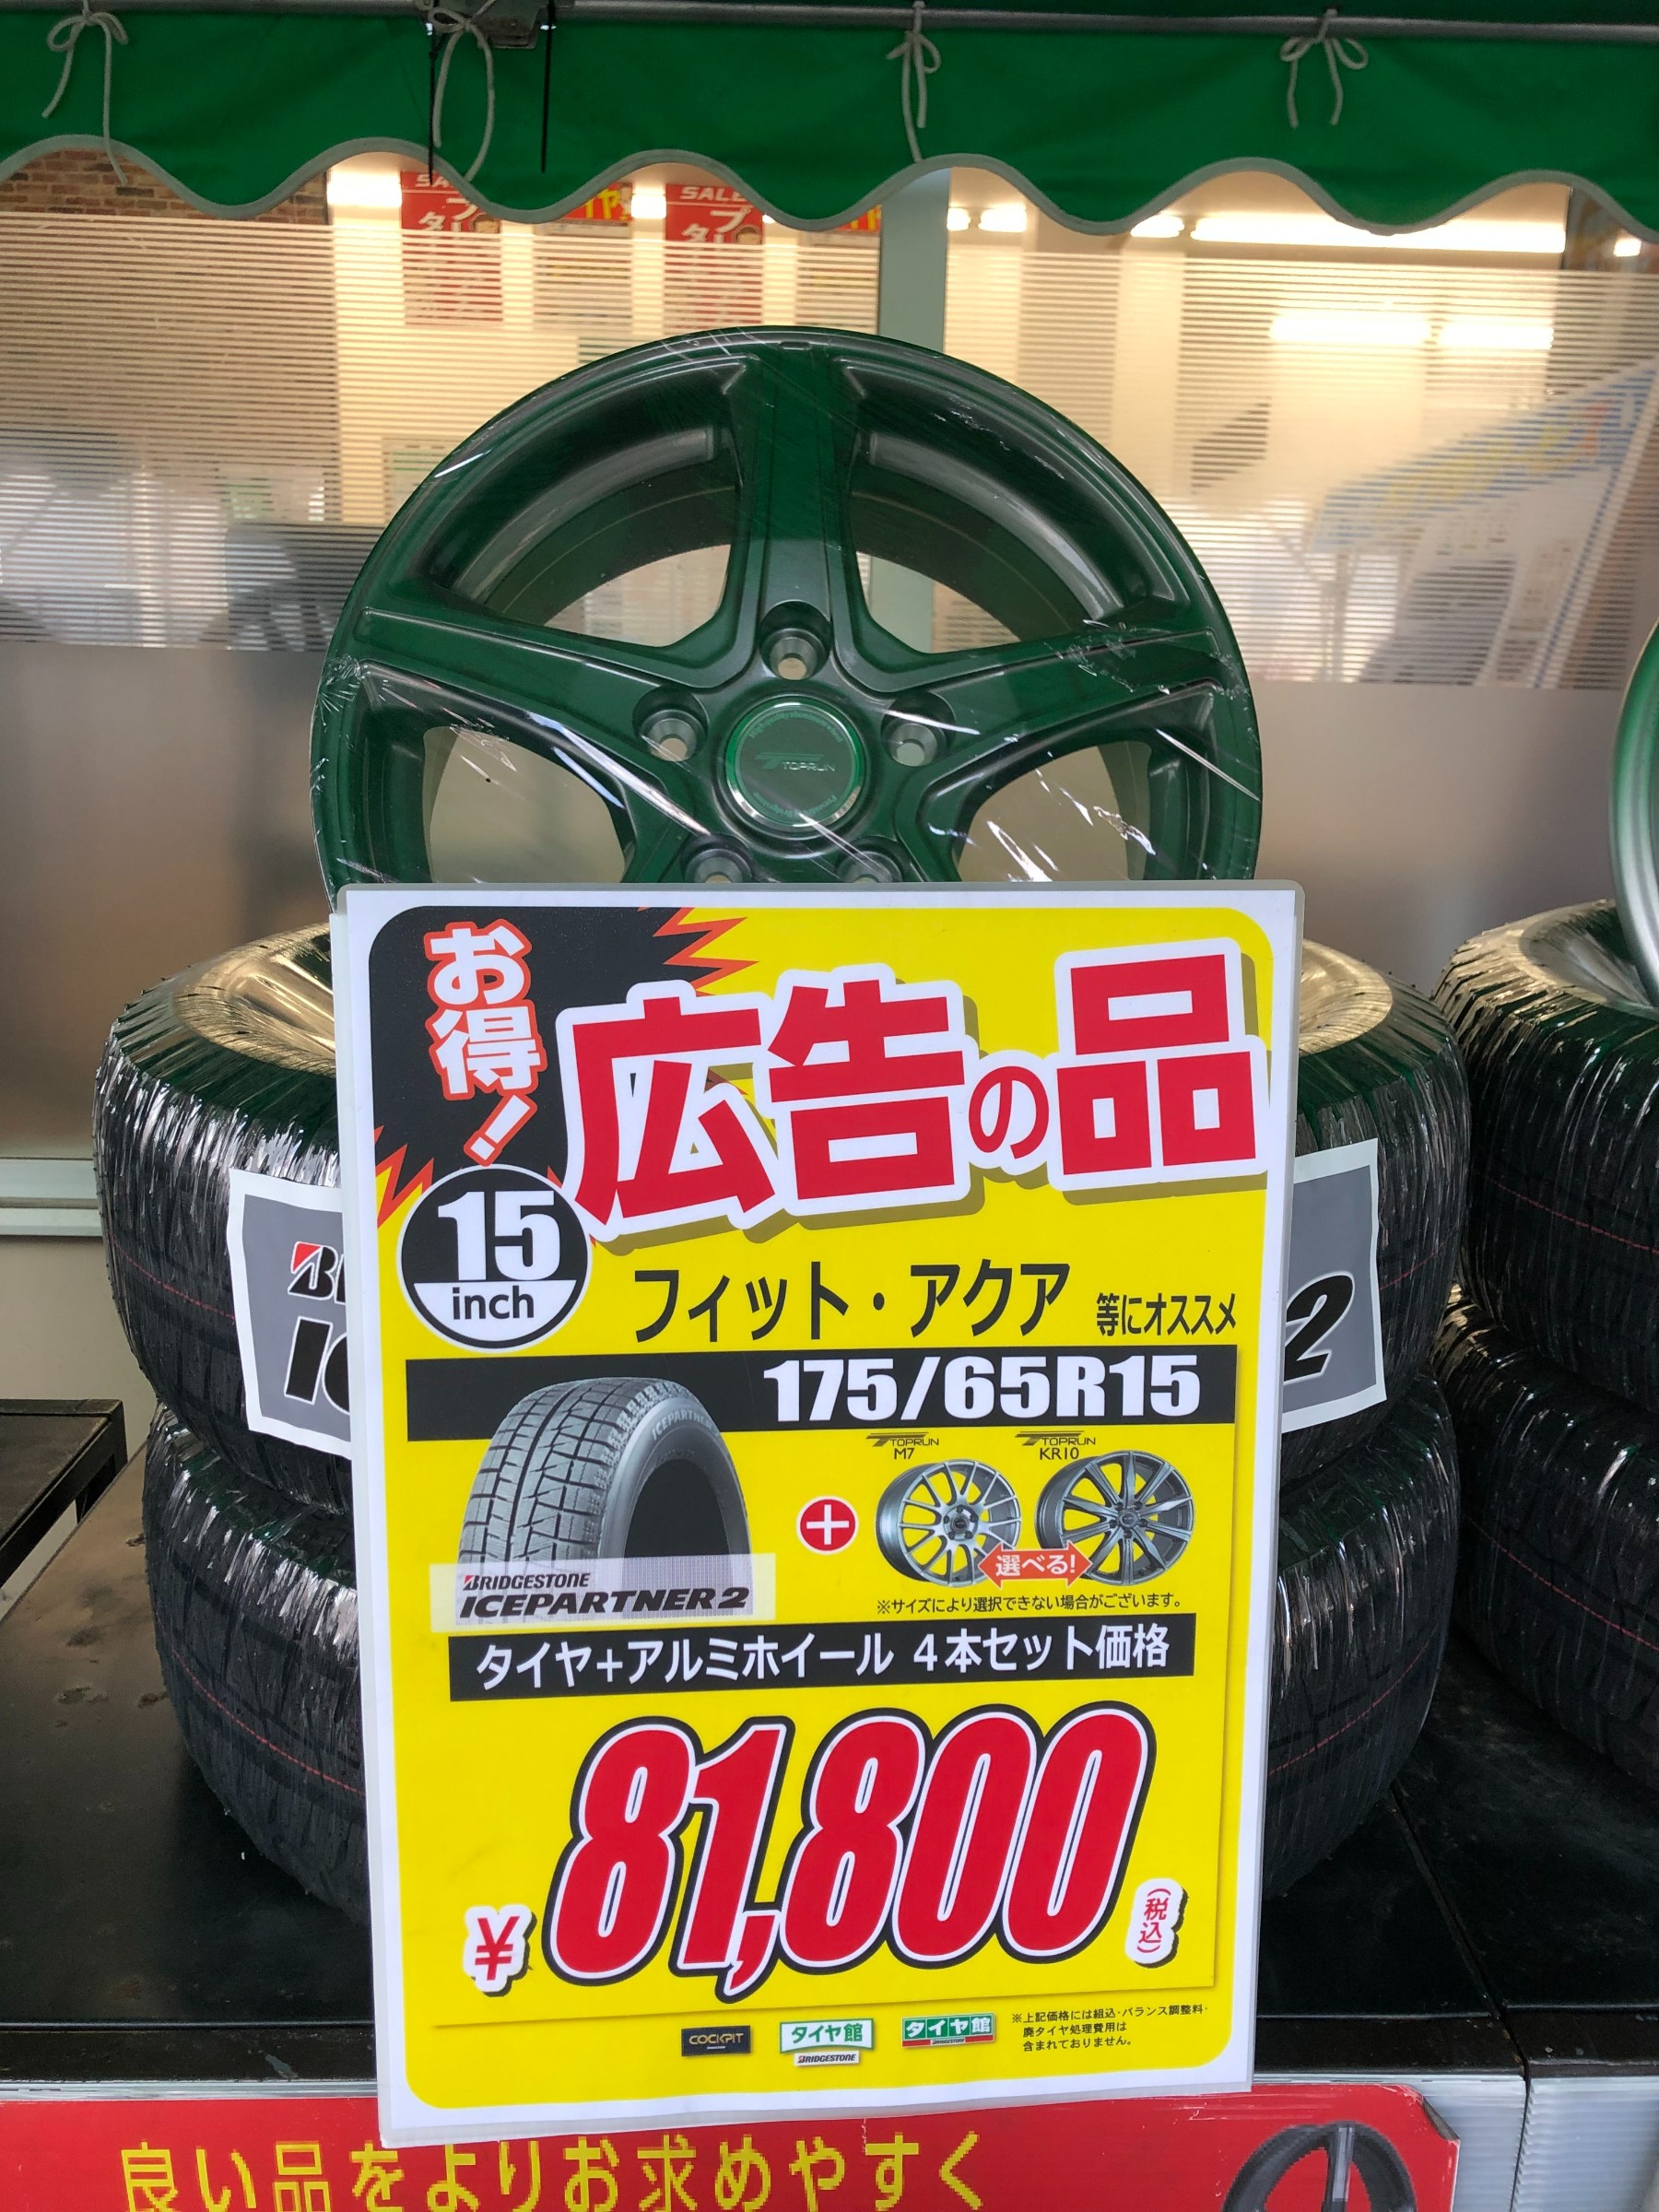 SALE
SALE
TOPRUN
お得!
広告の品
15
inch
フィット・アクア 等にオススメ
175/65R15
ICEPARTNER
TOPRUN
M7
TOPRUN
KR10
+
選べる!
BRIDGESTONE
ICEPARTNER2
※サイズにより選択できない場合がございます。
タイヤ+アルミホイール 4本セット価格
¥81,800(税込)
COCKPIT
タイヤ館
BRIDGESTONE
タイヤ館
BRIDGESTONE
※上記価格には組込・バランス調整料・
廃タイヤ処理費用は
含まれておりません。
2
良い品をよりお求めやすく